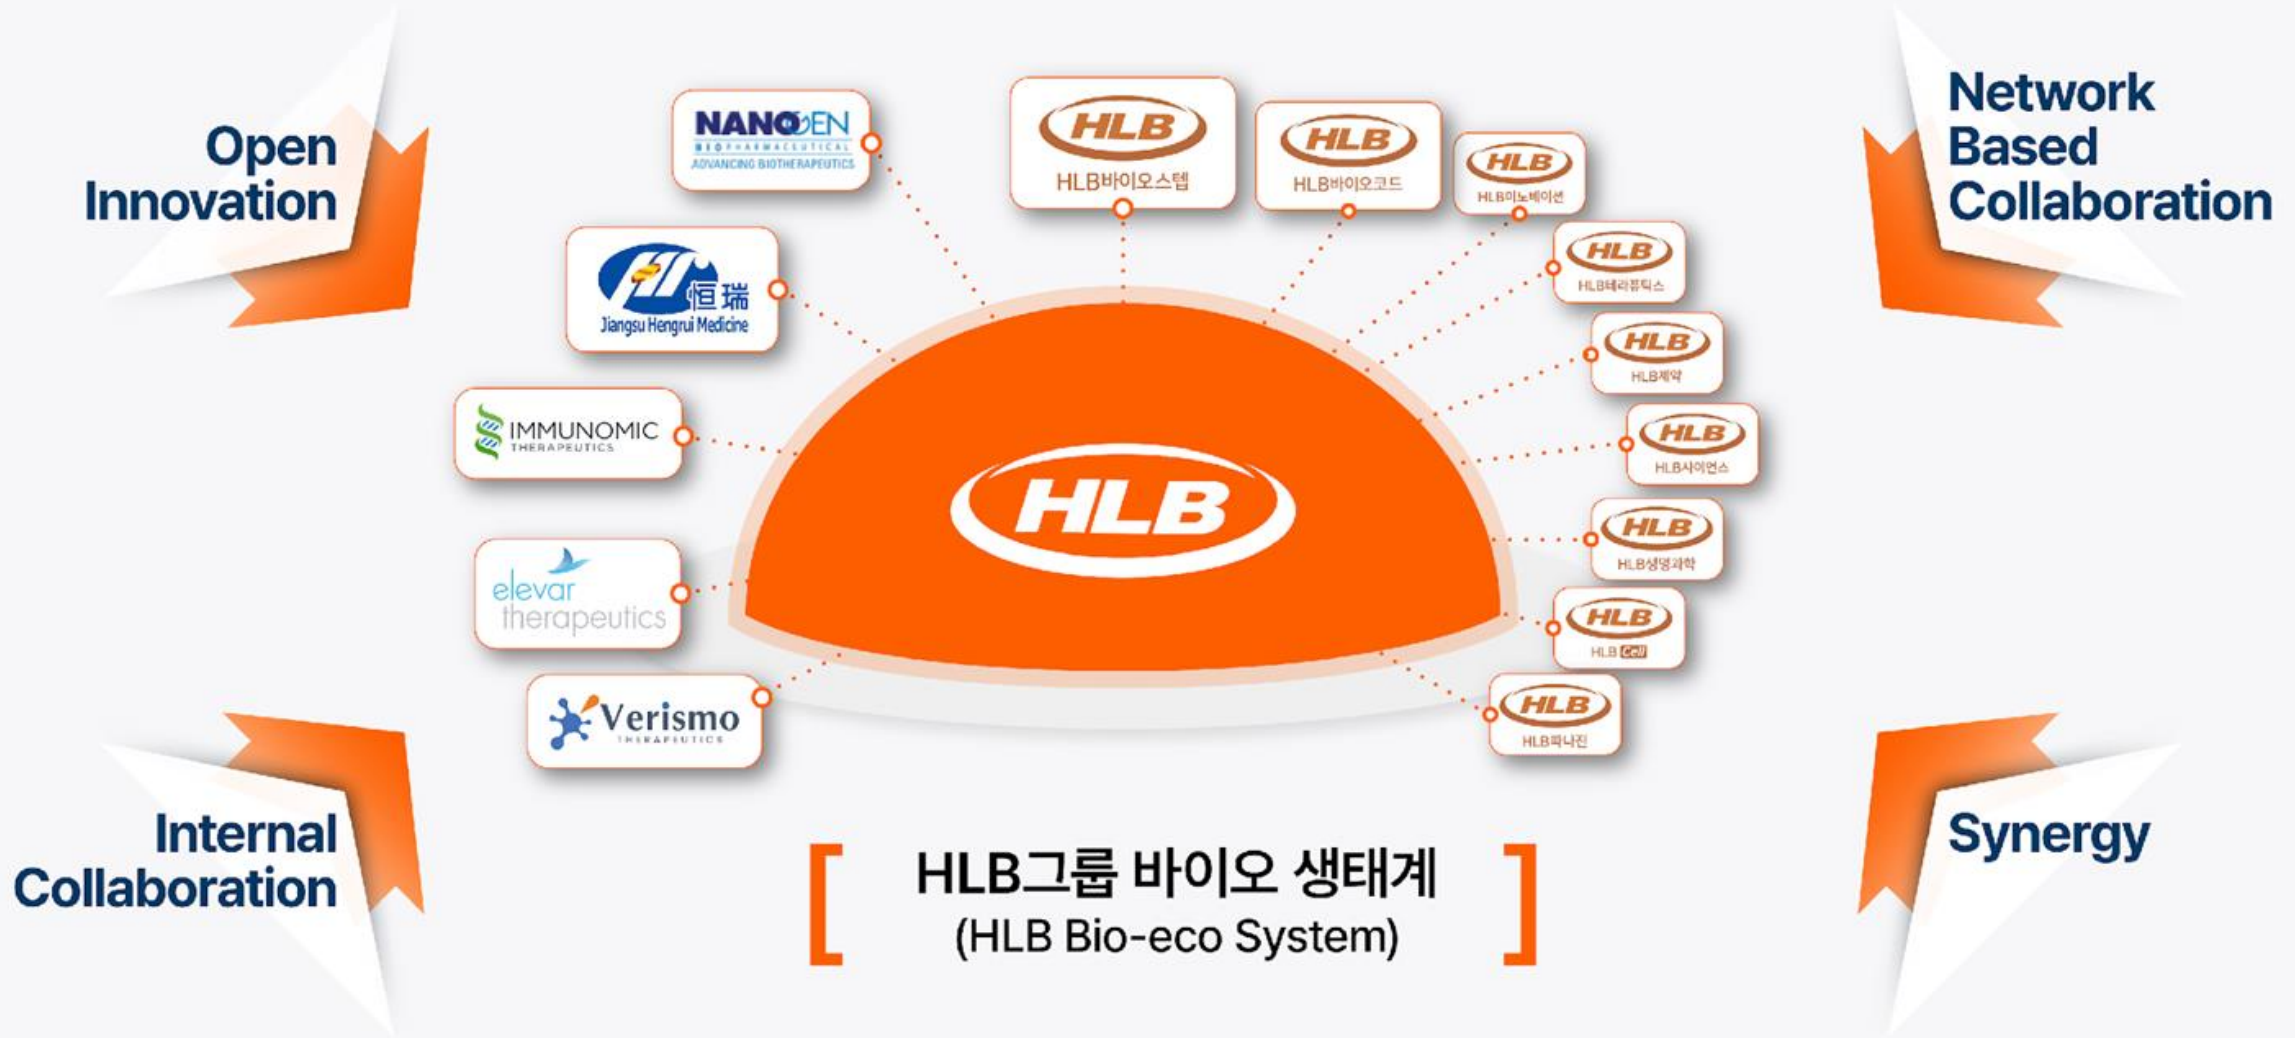 Open
Innovation
Network
Based
Collaboration
NANOGEN
BIOPHARMACEUTICAL
ADVANCING BIOTHERAPEUTICS
HLB
HLB바이오스텝
HLB
HLB바이오코드
HLB
HLB이노베이션
恒瑞
Jiangsu Hengrui Medicine
HLB
HLB테라퓨틱스
HLB
HLB제약
IMMUNOMIC
THERAPEUTICS
HLB
HLB사이언스
HLB
HLB
HLB생명과학
elevar
therapeutics
HLB
HLB Cell
Verismo
THERAPEUTICS
HLB
HLB파나진
Internal
Collaboration
Synergy
[ HLB그룹 바이오 생태계
(HLB Bio-eco System) ]